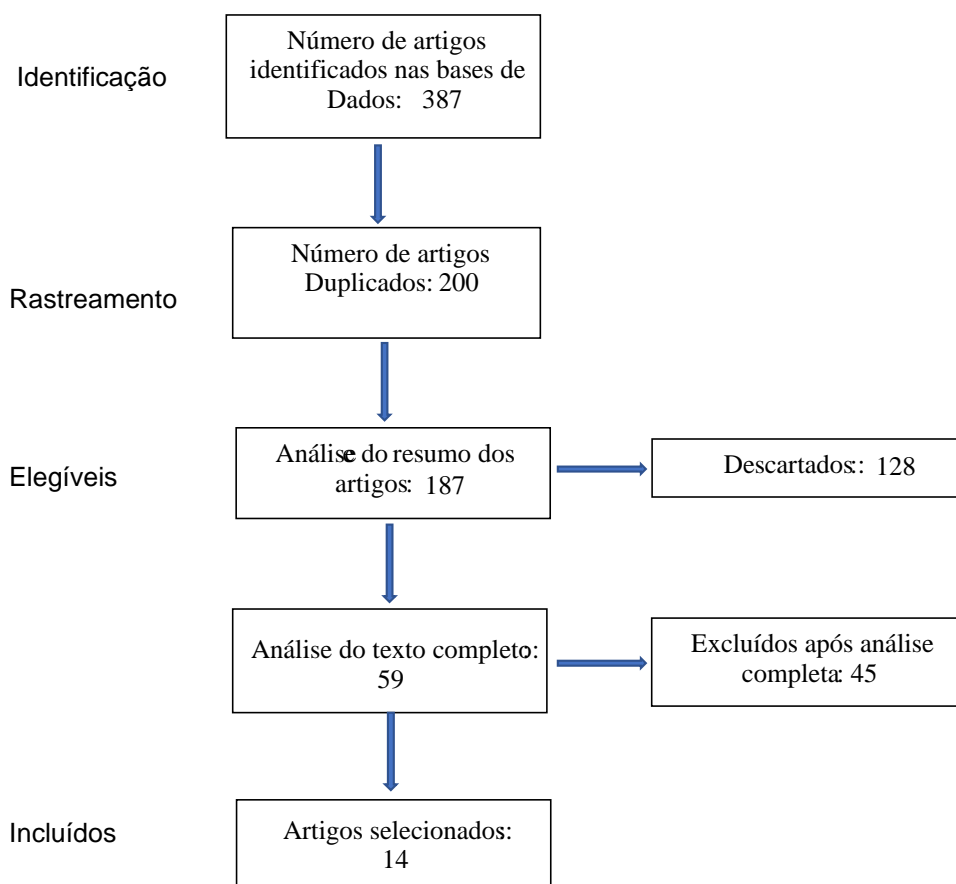 Identificação
Número de artigos
identificados nas bases de
Dados: 387
Rastreamento
Número de artigos
Duplicados: 200
Elegíveis
Análise do resumo dos
artigos: 187
Descartados:: 128
Análise do texto completo:
59
Excluídos após análise
completa: 45
Incluídos
Artigos selecionados:
14